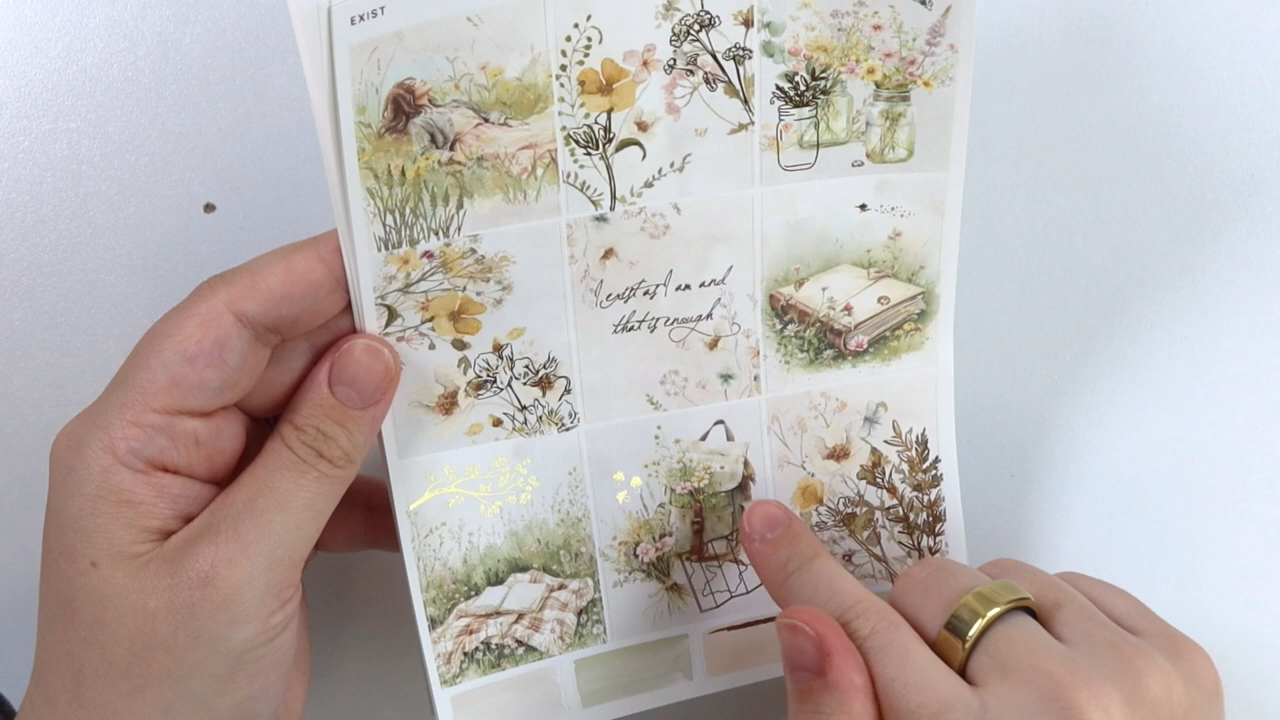 EXIST
I exist as I am and
that is enough